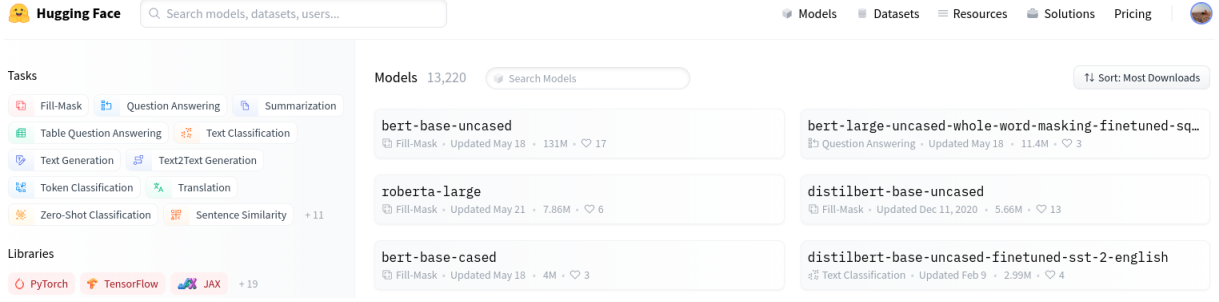 Hugging Face
Search models, datasets, users...
Models
Datasets
Resources
Solutions
Pricing
Tasks
Fill-Mask Question Answering Summarization
Table Question Answering Text Classification
Text Generation Text2Text Generation
Token Classification Translation
Zero-Shot Classification Sentence Similarity + 11
Libraries
PyTorch TensorFlow JAX + 19
Models 13,220
Search Models
Sort: Most Downloads
bert-base-uncased
Fill-Mask • Updated May 18 • 131M • 17
bert-large-uncased-whole-word-masking-finetuned-sq…
Question Answering • Updated May 18 • 11.4M • 3
roberta-large
Fill-Mask • Updated May 21 • 7.86M • 6
distilbert-base-uncased
Fill-Mask • Updated Dec 11, 2020 • 5.66M • 13
bert-base-cased
Fill-Mask • Updated May 18 • 4M • 3
distilbert-base-uncased-finetuned-sst-2-english
Text Classification • Updated Feb 9 • 2.99M • 4